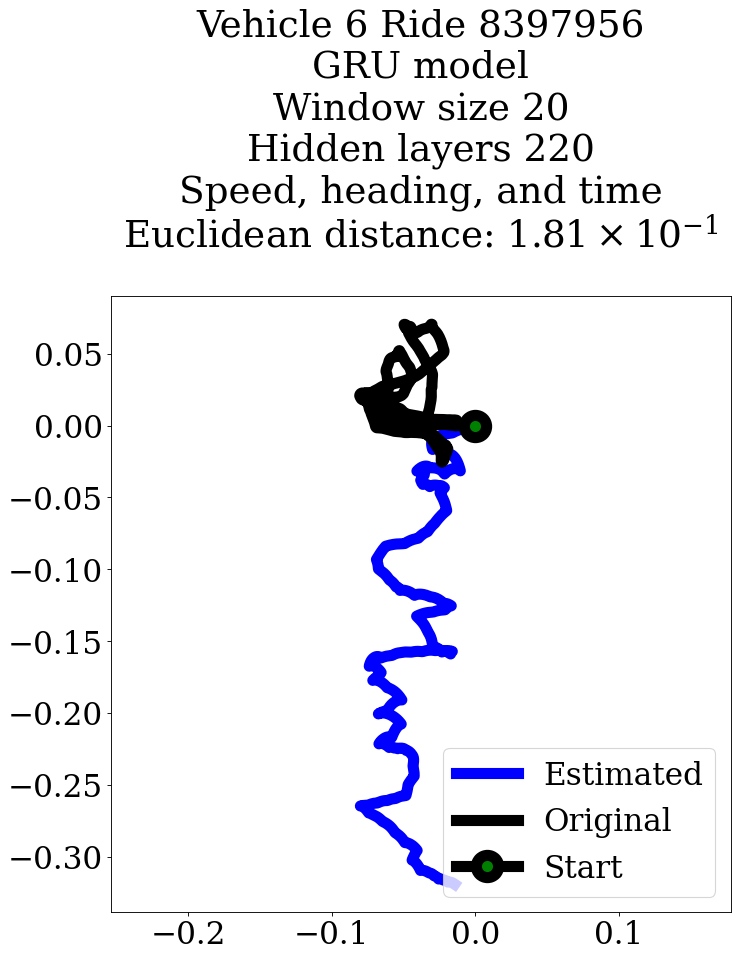 Vehicle 6 Ride 8397956
GRU model
Window size 20
Hidden layers 220
Speed, heading, and time
Euclidean distance: 1.81 × 10⁻¹
0.05
0.00
−0.05
−0.10
−0.15
−0.20
−0.25
−0.30
Estimated
Original
Start
−0.2 −0.1 0.0 0.1